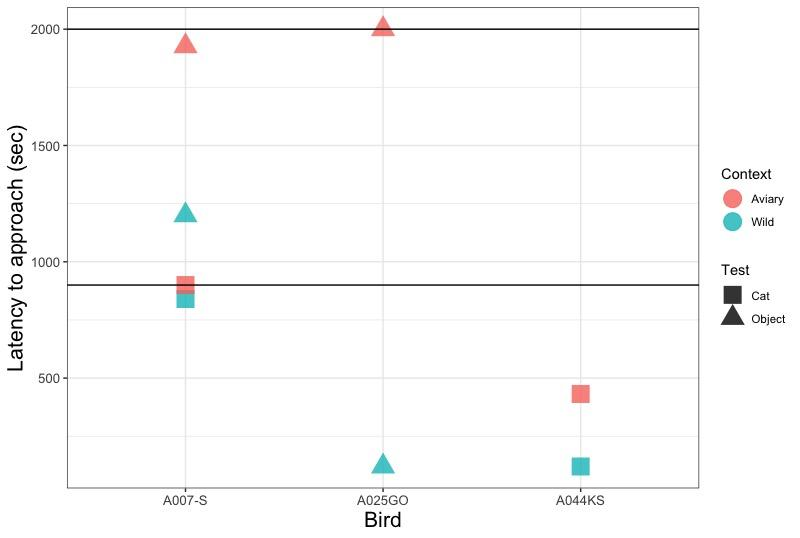 2000
1500
1000
500
Latency to approach (sec)
A007-S
A025GO
A044KS
Bird
Context
Aviary
Wild
Test
Cat
Object